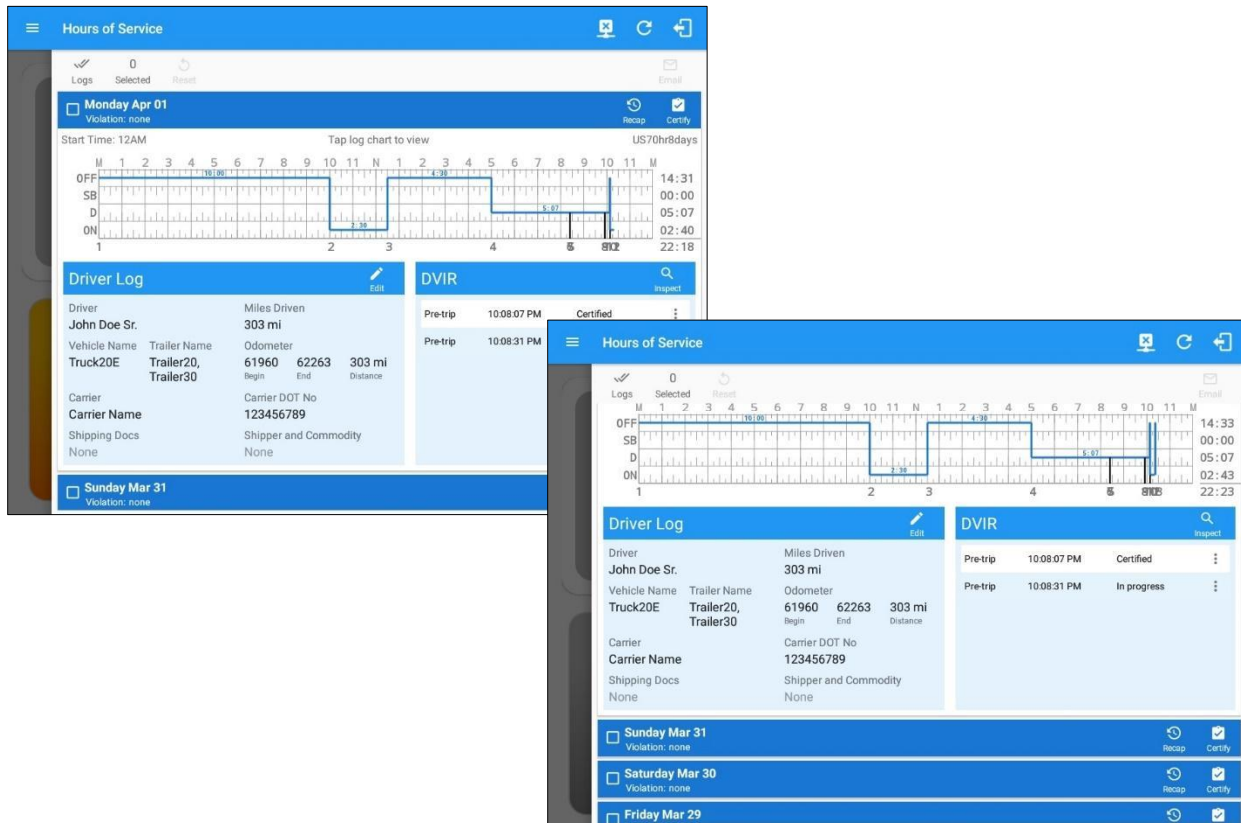 Hours of Service
Logs 0 Selected Reset Email
Monday Apr 01
Violation: none
Recap Certify
Start Time: 12AM Tap log chart to view US70hr8days
M 1 2 3 4 5 6 7 8 9 10 11 N 1 2 3 4 5 6 7 8 9 10 11 M
OFF 10:00 4:30 14:31
SB 00:00
D 5:07 05:07
ON 2:30 02:40
1 2 3 4 22:18
Driver Log Edit
Driver Miles Driven
John Doe Sr. 303 mi
Vehicle Name Trailer Name Odometer
Truck20E Trailer20, 61960 62263 303 mi
Trailer30 Begin End Distance
Carrier Carrier DOT No
Carrier Name 123456789
Shipping Docs Shipper and Commodity
None None
DVIR Inspect
Pre-trip 10:08:07 PM Certified
Pre-trip 10:08:31 PM
Sunday Mar 31
Violation: none
Hours of Service
Logs 0 Selected Reset Email
M 1 2 3 4 5 6 7 8 9 10 11 N 1 2 3 4 5 6 7 8 9 10 11 M
OFF 10:00 4:30 14:33
SB 00:00
D 5:07 05:07
ON 2:30 02:43
1 2 3 4 22:23
Driver Log Edit
Driver Miles Driven
John Doe Sr. 303 mi
Vehicle Name Trailer Name Odometer
Truck20E Trailer20, 61960 62263 303 mi
Trailer30 Begin End Distance
Carrier Carrier DOT No
Carrier Name 123456789
Shipping Docs Shipper and Commodity
None None
DVIR Inspect
Pre-trip 10:08:07 PM Certified
Pre-trip 10:08:31 PM In progress
Sunday Mar 31
Violation: none
Recap Certify
Saturday Mar 30
Violation: none
Recap Certify
Friday Mar 29